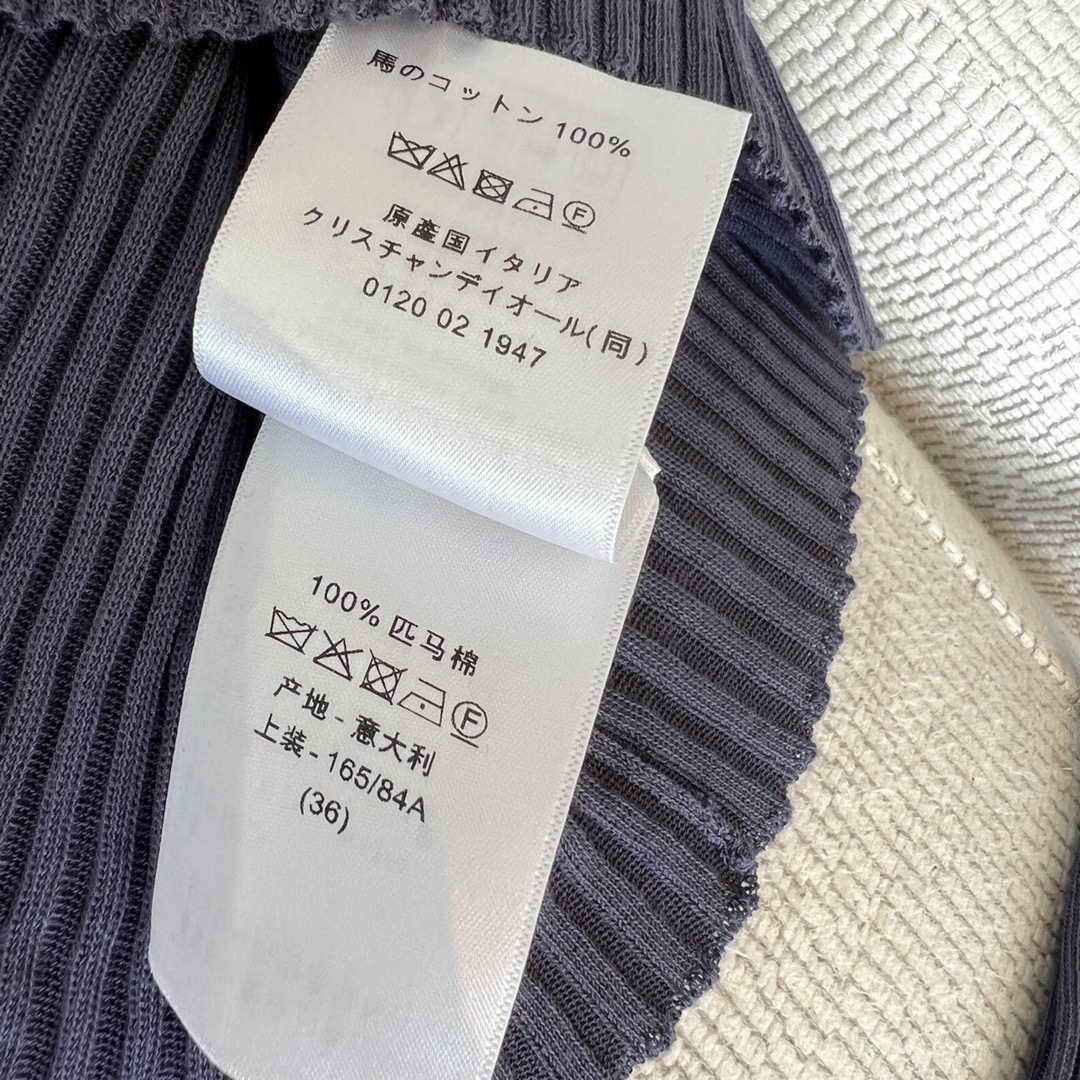 馬のコットン 100%
F
原産国イタリア
クリスチャンディオール(同)
0120 02 1947
100% 匹马棉
F
产地 - 意大利
上装 - 165/84A
(36)